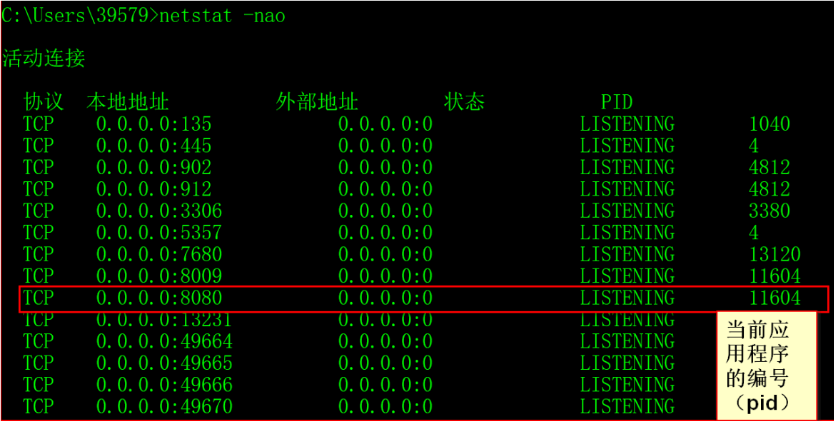 C:\Users\39579>netstat -nao
活动连接
协议 本地地址 外部地址 状态 PID
TCP 0.0.0.0:135 0.0.0.0:0 LISTENING 1040
TCP 0.0.0.0:445 0.0.0.0:0 LISTENING 4
TCP 0.0.0.0:902 0.0.0.0:0 LISTENING 4812
TCP 0.0.0.0:912 0.0.0.0:0 LISTENING 4812
TCP 0.0.0.0:3306 0.0.0.0:0 LISTENING 3380
TCP 0.0.0.0:5357 0.0.0.0:0 LISTENING 4
TCP 0.0.0.0:7680 0.0.0.0:0 LISTENING 13120
TCP 0.0.0.0:8009 0.0.0.0:0 LISTENING 11604
TCP 0.0.0.0:8080 0.0.0.0:0 LISTENING 11604
TCP 0.0.0.0:13231 0.0.0.0:0 LISTENING
TCP 0.0.0.0:49664 0.0.0.0:0 LISTENING
TCP 0.0.0.0:49665 0.0.0.0:0 LISTENING
TCP 0.0.0.0:49666 0.0.0.0:0 LISTENING
TCP 0.0.0.0:49670 0.0.0.0:0 LISTENING
当前应
用程序
的编号
（pid）